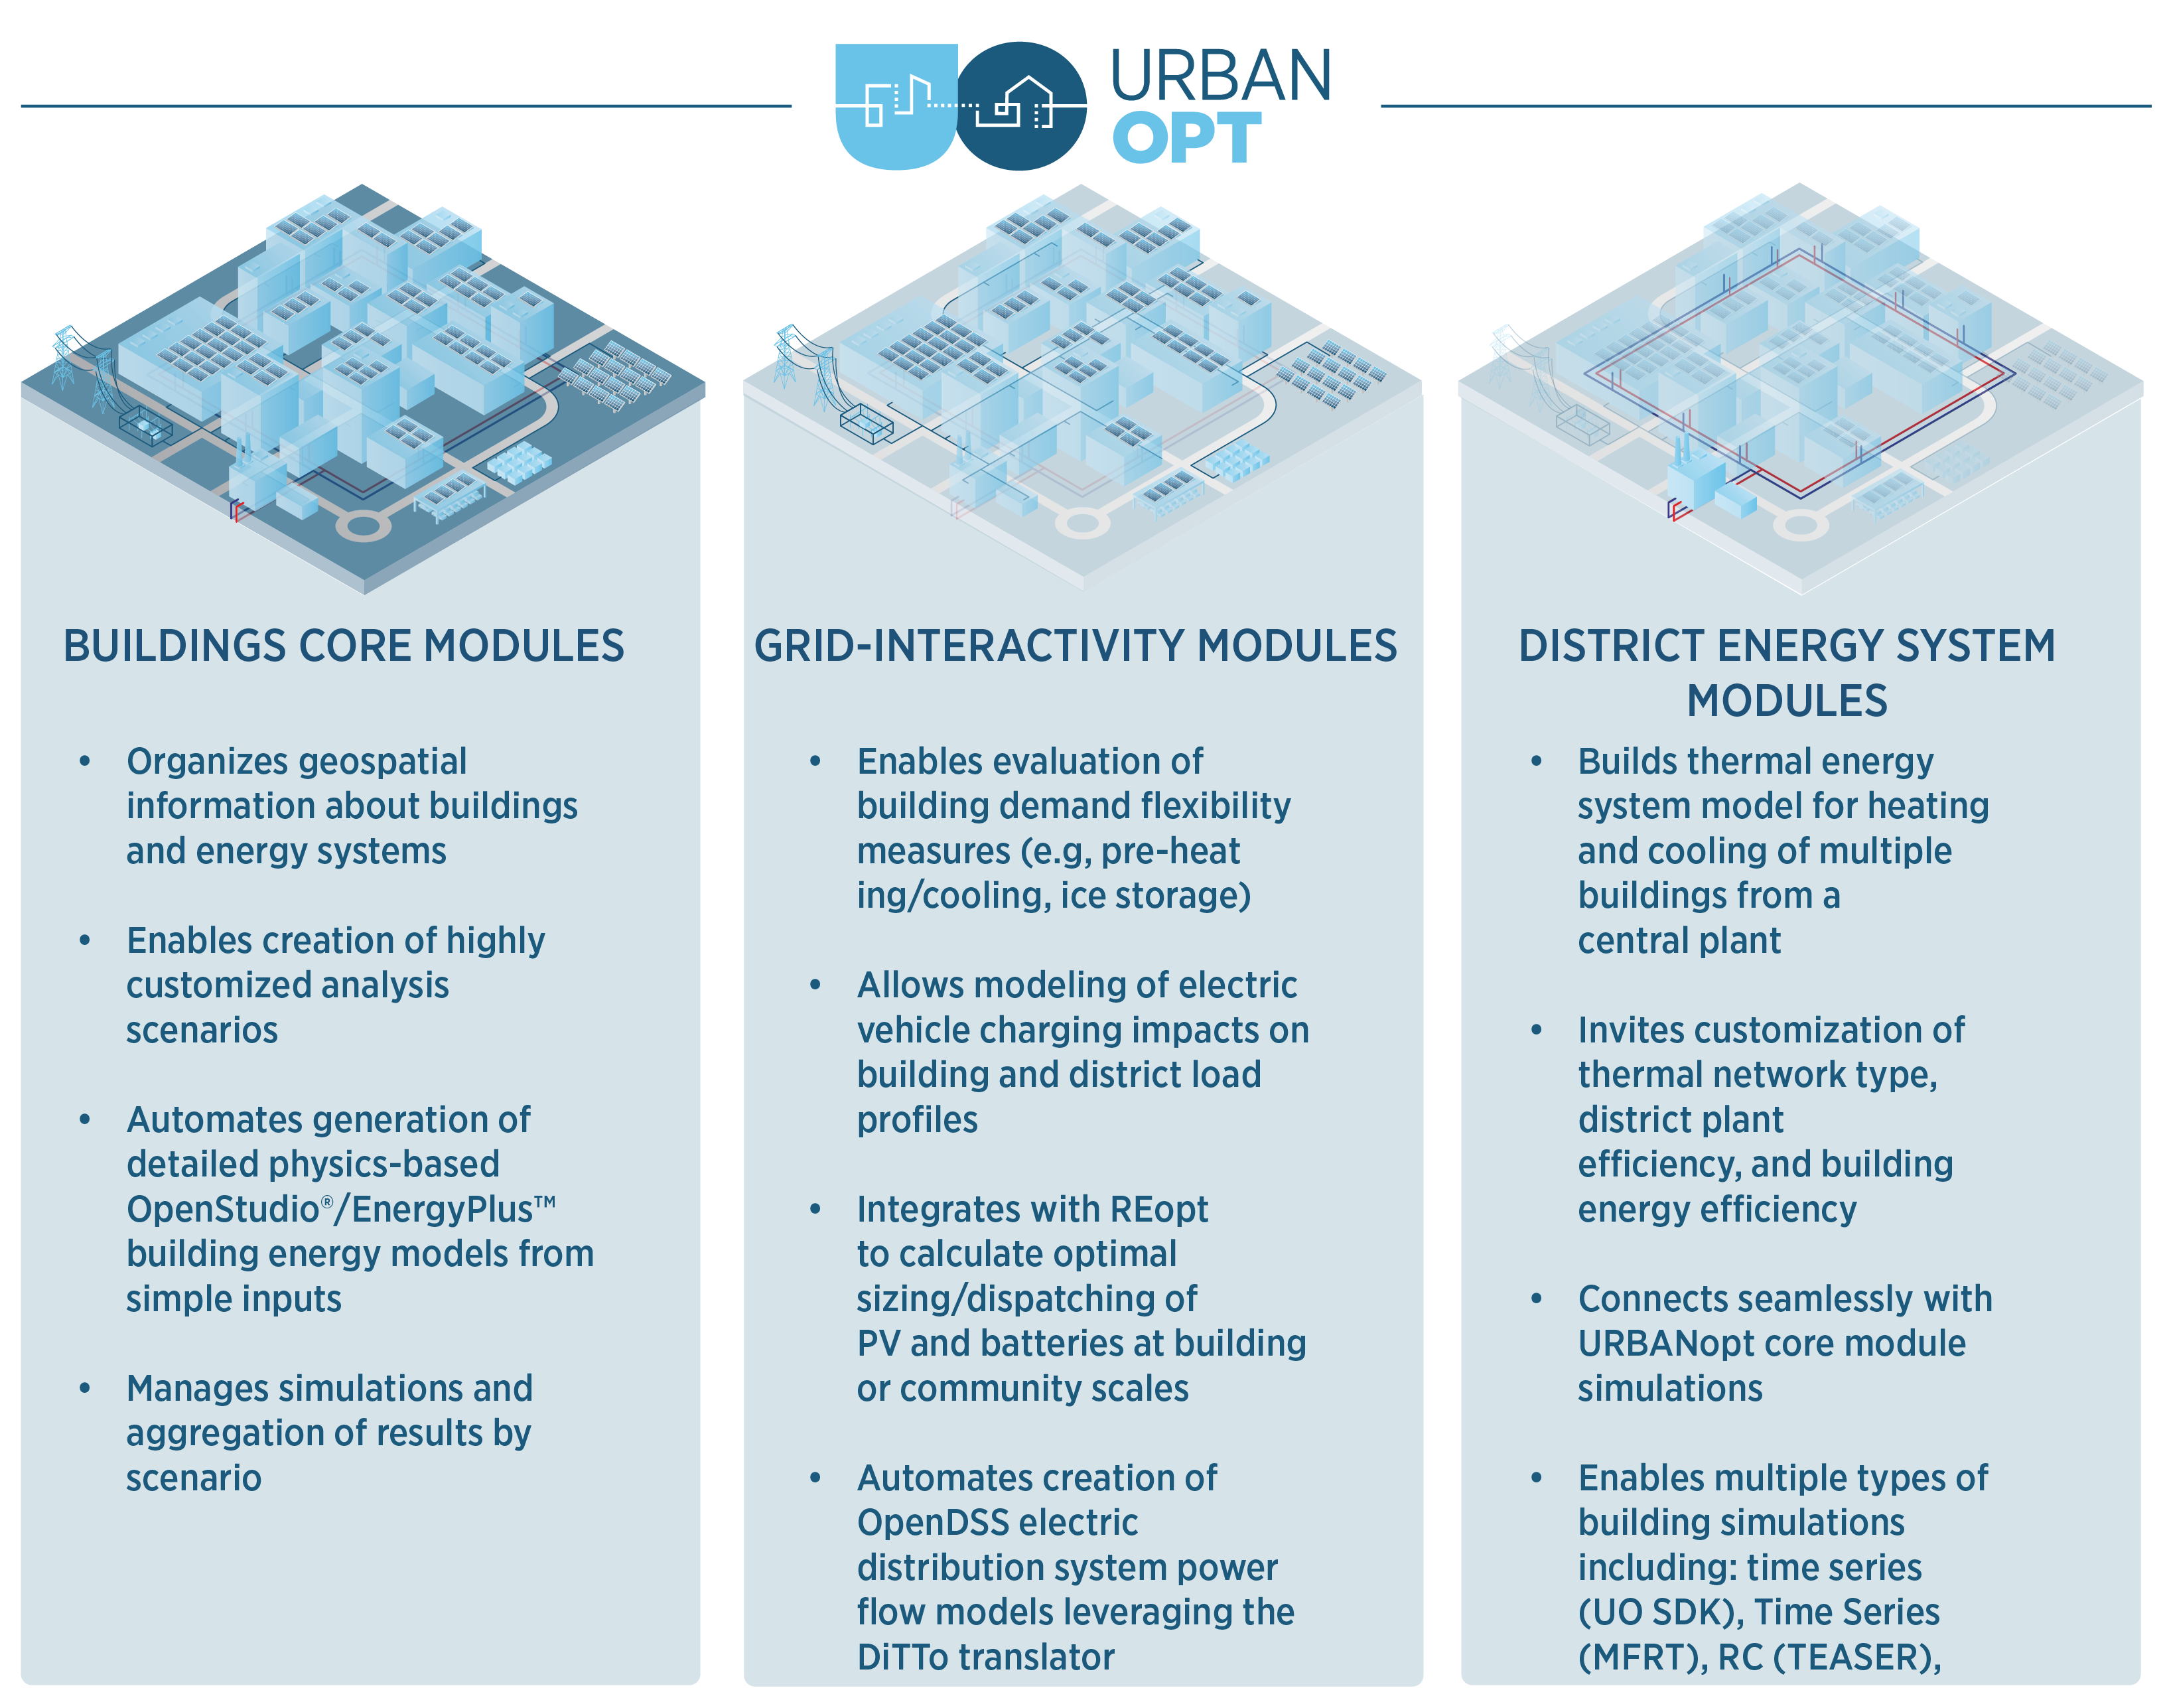 URBAN
OPT
BUILDINGS CORE MODULES
• Organizes geospatial
information about buildings
and energy systems
• Enables creation of highly
customized analysis
scenarios
• Automates generation of
detailed physics-based
OpenStudio®/EnergyPlus™
building energy models from
simple inputs
• Manages simulations and
aggregation of results by
scenario
GRID-INTERACTIVITY MODULES
• Enables evaluation of
building demand flexibility
measures (e.g, pre-heat
ing/cooling, ice storage)
• Allows modeling of electric
vehicle charging impacts on
building and district load
profiles
• Integrates with REopt
to calculate optimal
sizing/dispatching of
PV and batteries at building
or community scales
• Automates creation of
OpenDSS electric
distribution system power
flow models leveraging the
DiTTo translator
DISTRICT ENERGY SYSTEM
MODULES
• Builds thermal energy
system model for heating
and cooling of multiple
buildings from a
central plant
• Invites customization of
thermal network type,
district plant
efficiency, and building
energy efficiency
• Connects seamlessly with
URBANopt core module
simulations
• Enables multiple types of
building simulations
including: time series
(UO SDK), Time Series
(MFRT), RC (TEASER),